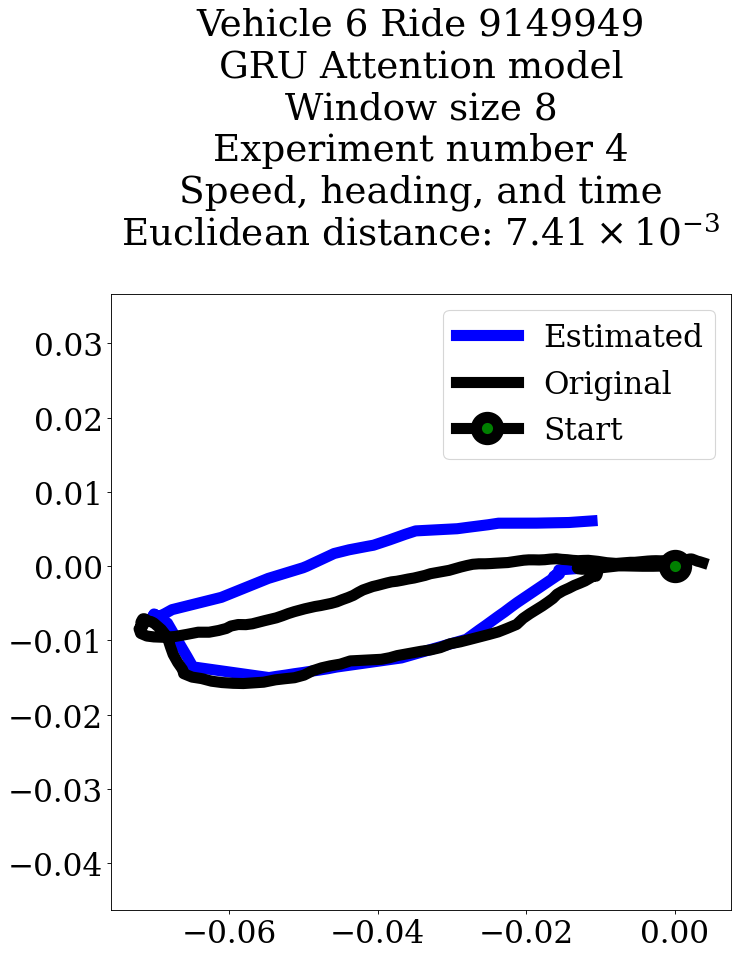 Vehicle 6 Ride 9149949
GRU Attention model
Window size 8
Experiment number 4
Speed, heading, and time
Euclidean distance: 7.41 × 10⁻³
Estimated
Original
Start
0.03
0.02
0.01
0.00
−0.01
−0.02
−0.03
−0.04
−0.06 −0.04 −0.02 0.00